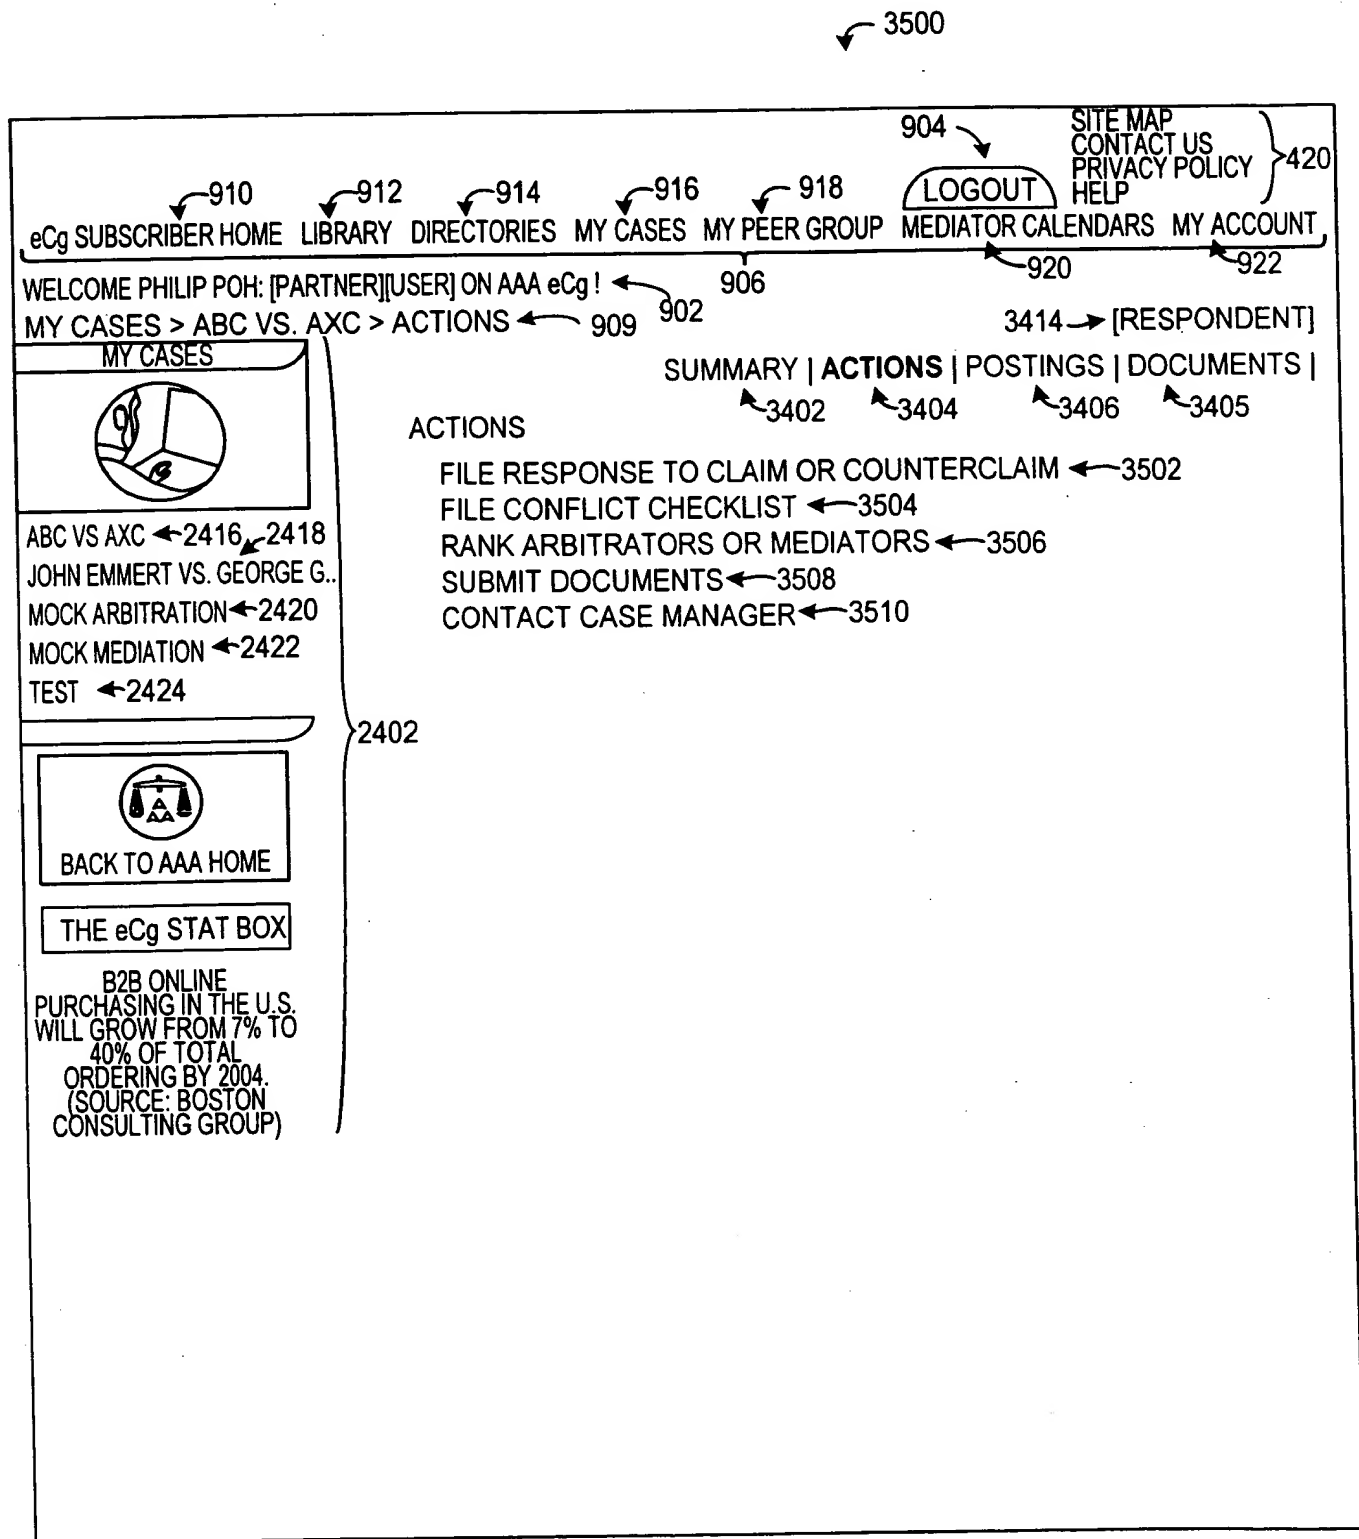 3500
904
SITE MAP
CONTACT US
PRIVACY POLICY
HELP
420
910
912
914
916
918
LOGOUT
eCg SUBSCRIBER HOME LIBRARY DIRECTORIES MY CASES MY PEER GROUP MEDIATOR CALENDARS MY ACCOUNT
906
920
922
WELCOME PHILIP POH: [PARTNER][USER] ON AAA eCg !
902
MY CASES > ABC VS. AXC > ACTIONS
909
3414
[RESPONDENT]
SUMMARY | ACTIONS | POSTINGS | DOCUMENTS |
3402
3404
3406
3405
MY CASES
ABC VS AXC
2416
2418
JOHN EMMERT VS. GEORGE G..
MOCK ARBITRATION
2420
MOCK MEDIATION
2422
TEST
2424
2402
A
AA
BACK TO AAA HOME
THE eCg STAT BOX
B2B ONLINE
PURCHASING IN THE U.S.
WILL GROW FROM 7% TO
40% OF TOTAL
ORDERING BY 2004.
(SOURCE: BOSTON
CONSULTING GROUP)
ACTIONS
FILE RESPONSE TO CLAIM OR COUNTERCLAIM
3502
FILE CONFLICT CHECKLIST
3504
RANK ARBITRATORS OR MEDIATORS
3506
SUBMIT DOCUMENTS
3508
CONTACT CASE MANAGER
3510